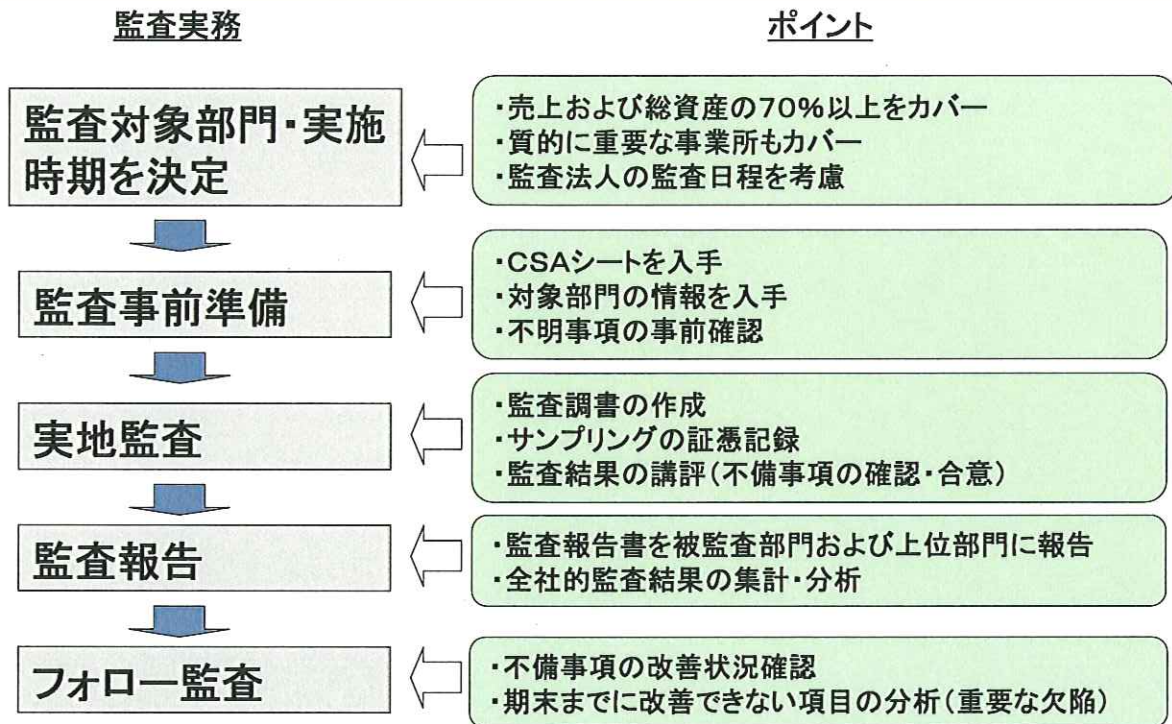 監査実務
ポイント
監査対象部門・実施
時期を決定
・売上および総資産の70%以上をカバー
・質的に重要な事業所もカバー
・監査法人の監査日程を考慮
監査事前準備
・CSAシートを入手
・対象部門の情報を入手
・不明事項の事前確認
実地監査
・監査調書の作成
・サンプリングの証憑記録
・監査結果の講評(不備事項の確認・合意)
監査報告
・監査報告書を被監査部門および上位部門に報告
・全社的監査結果の集計・分析
フォロー監査
・不備事項の改善状況確認
・期末までに改善できない項目の分析(重要な欠陥)